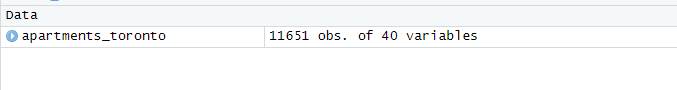 Data
apartments_toronto 11651 obs. of 40 variables